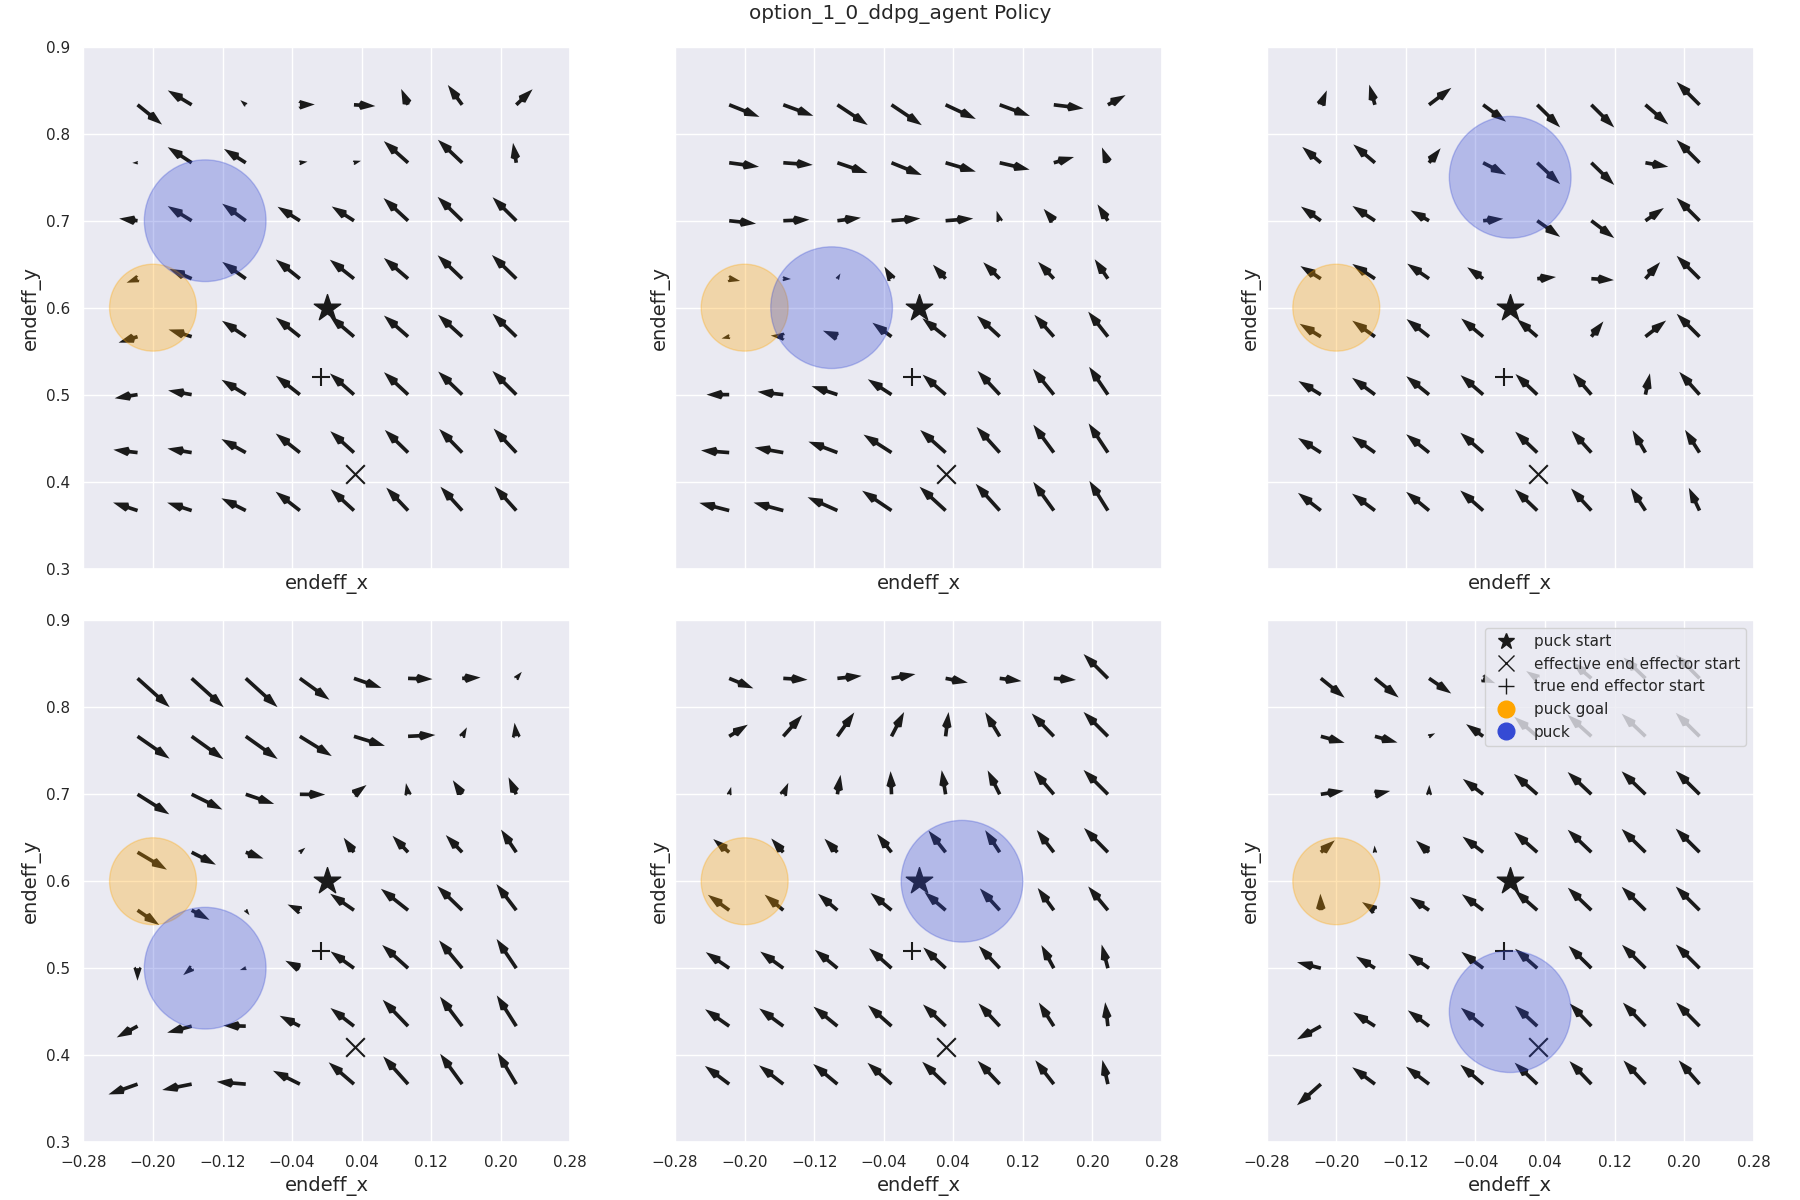 option_1_0_ddpg_agent Policy
0.9
0.8
0.7
0.6
0.5
0.4
0.3
endeff_y
endeff_x
endeff_y
endeff_x
endeff_y
endeff_x
0.9
0.8
0.7
0.6
0.5
0.4
0.3
endeff_y
−0.28 −0.20 −0.12 −0.04 0.04 0.12 0.20 0.28
endeff_x
endeff_y
−0.28 −0.20 −0.12 −0.04 0.04 0.12 0.20 0.28
endeff_x
puck start
effective end effector start
true end effector start
puck goal
puck
endeff_y
−0.28 −0.20 −0.12 −0.04 0.04 0.12 0.20 0.28
endeff_x